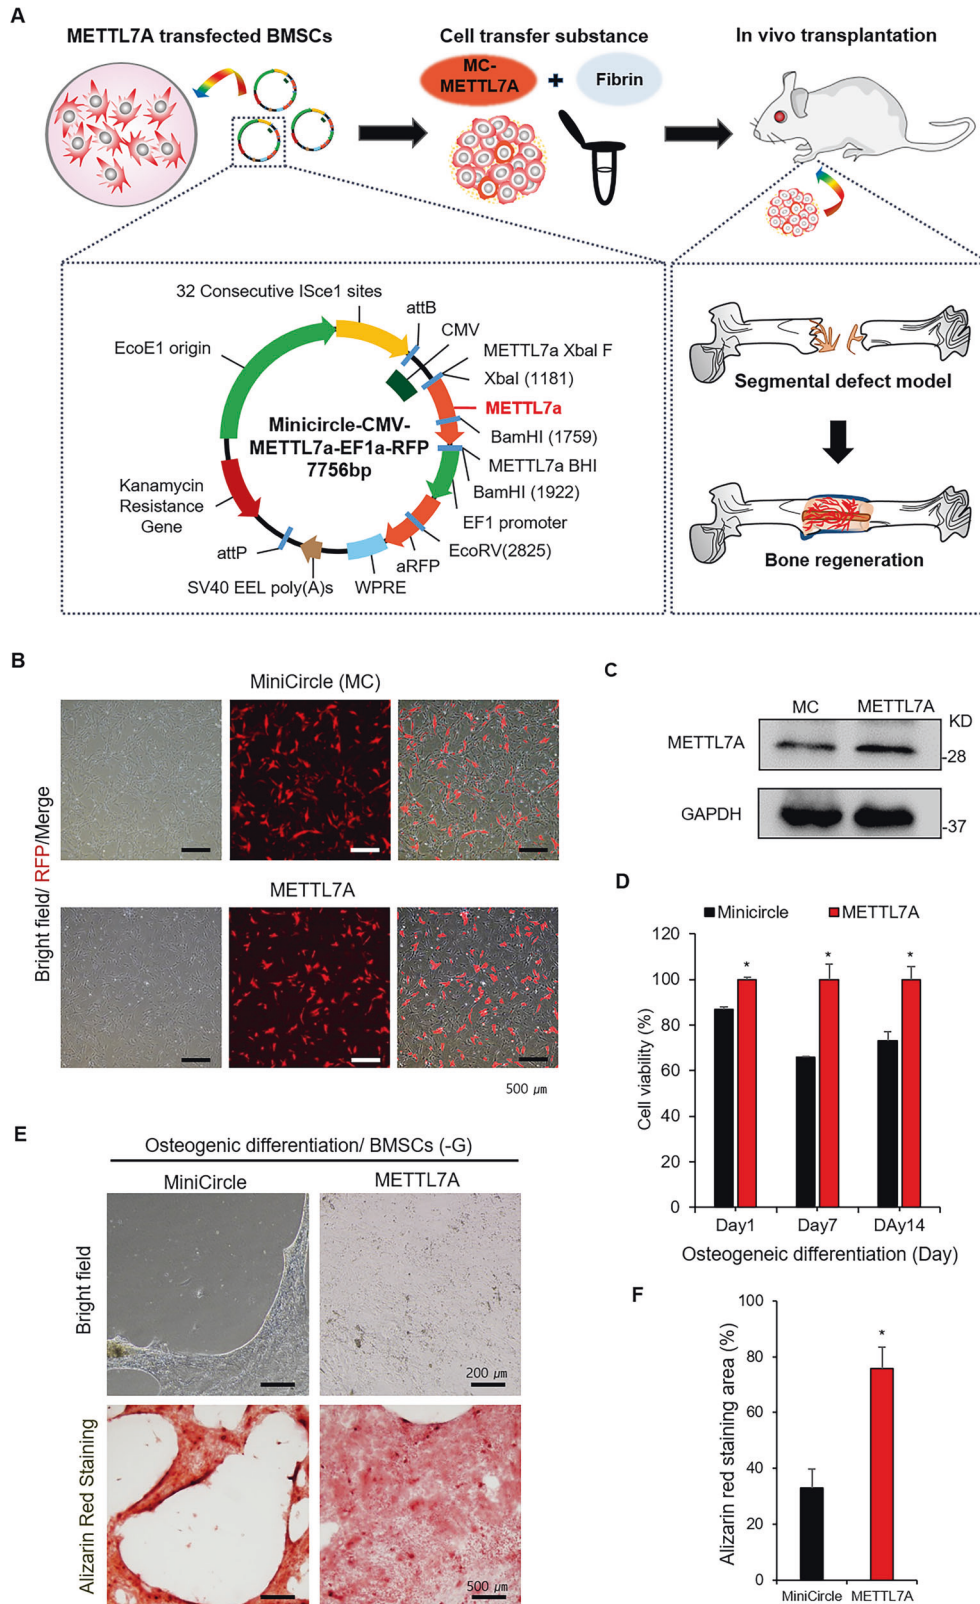 A
METTL7A transfected BMSCs
Cell transfer substance
In vivo transplantation
MC-
METTL7A
+
Fibrin
32 Consecutive ISce1 sites
attB
CMV
EcoE1 origin
METTL7a Xbal F
Xbal (1181)
METTL7a
Minicircle-CMV-
METTL7a-EF1a-RFP
7756bp
BamHI (1759)
METTL7a BHI
BamHI (1922)
Kanamycin
Resistance
Gene
EF1 promoter
EcoRV(2825)
attP
aRFP
SV40 EEL poly(A)s
WPRE
Segmental defect model
Bone regeneration
B
MiniCircle (MC)
METTL7A
Bright field/ RFP/Merge
500 µm
C
MC
METTL7A
KD
METTL7A
-28
GAPDH
-37
D
Minicircle
METTL7A
120
100
80
60
40
20
0
Cell viability (%)
*
*
*
Day1
Day7
DAy14
Osteogeneic differentiation (Day)
E
Osteogenic differentiation/ BMSCs (-G)
MiniCircle
METTL7A
Bright field
200 µm
Alizarin Red Staining
500 µm
F
100
80
60
40
20
0
Alizarin red staining area (%)
*
MiniCircle
METTL7A